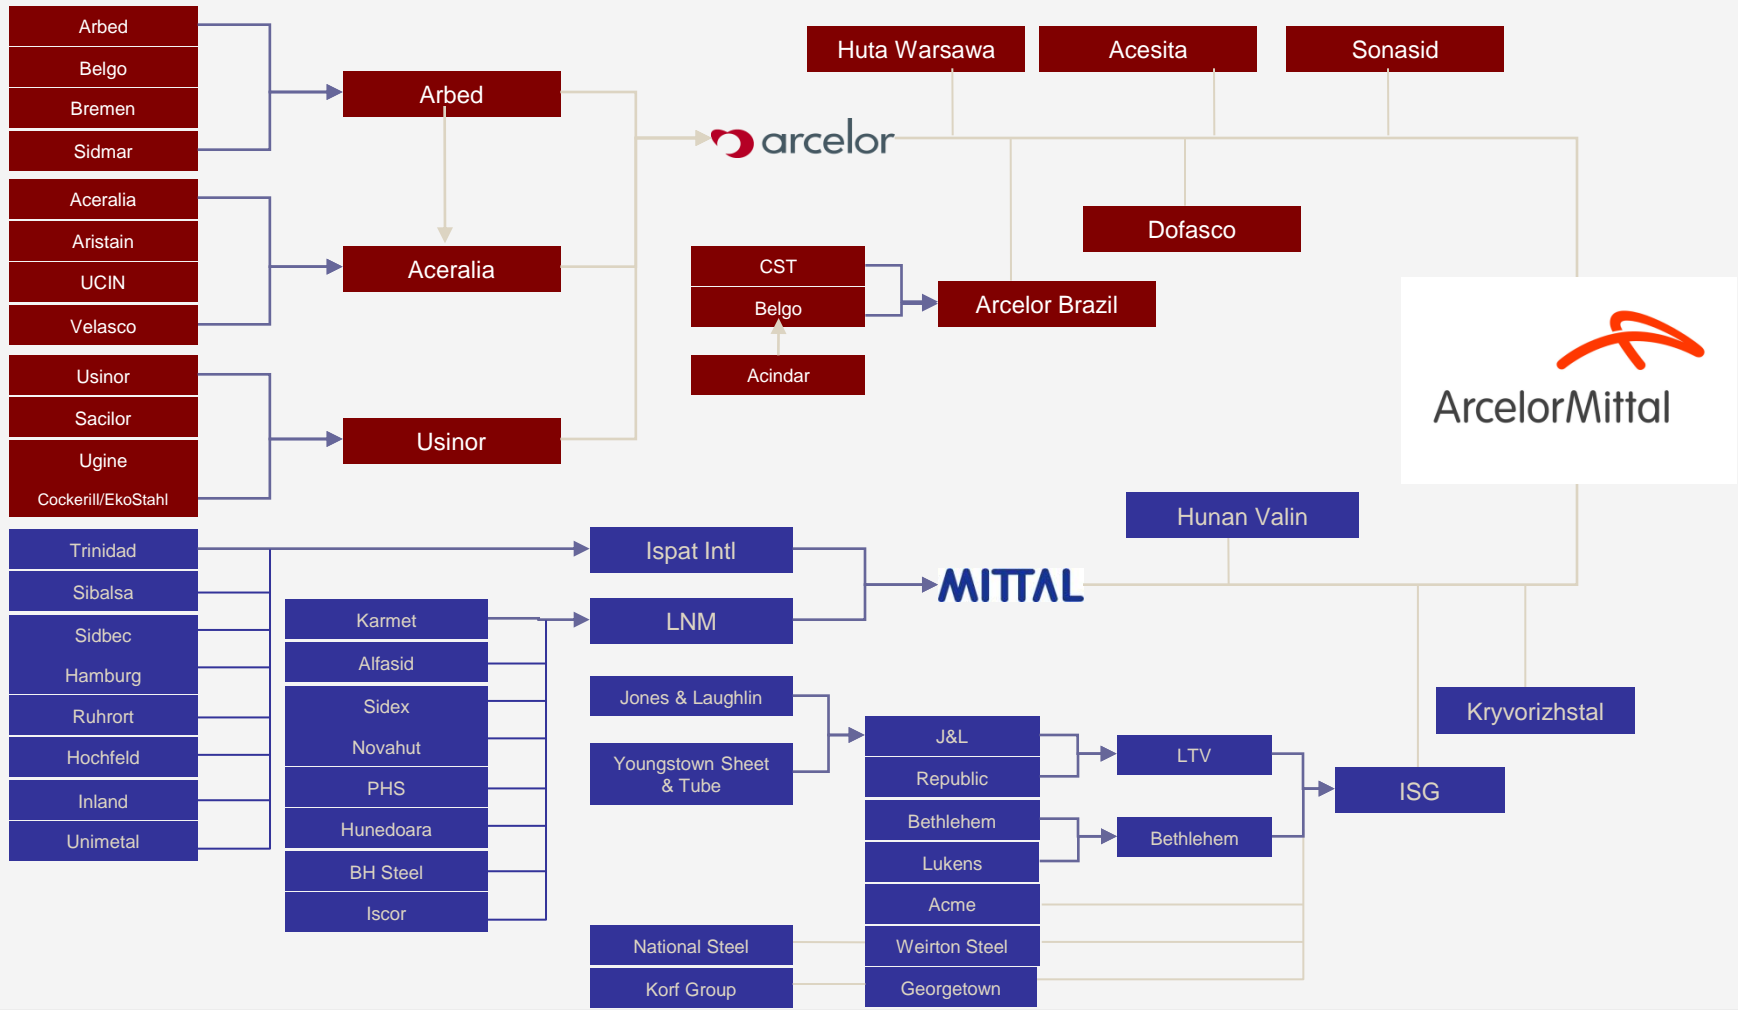 Arbed
Belgo
Bremen
Sidmar
Aceralia
Aristain
UCIN
Velasco
Usinor
Sacilor
Ugine
Cockerill/EkoStahl
Arbed
Aceralia
Usinor
Huta Warsawa
Acesita
Sonasid
arcelor
Dofasco
CST
Belgo
Acindar
Arcelor Brazil
ArcelorMittal
Trinidad
Sibalsa
Sidbec
Hamburg
Ruhrort
Hochfeld
Inland
Unimetal
Karmet
Alfasid
Sidex
Novahut
PHS
Hunedoara
BH Steel
Iscor
Ispat Intl
LNM
MITTAL
Hunan Valin
Kryvorizhstal
Jones & Laughlin
Youngstown Sheet
& Tube
J&L
Republic
Bethlehem
Lukens
Acme
Weirton Steel
Georgetown
National Steel
Korf Group
LTV
Bethlehem
ISG